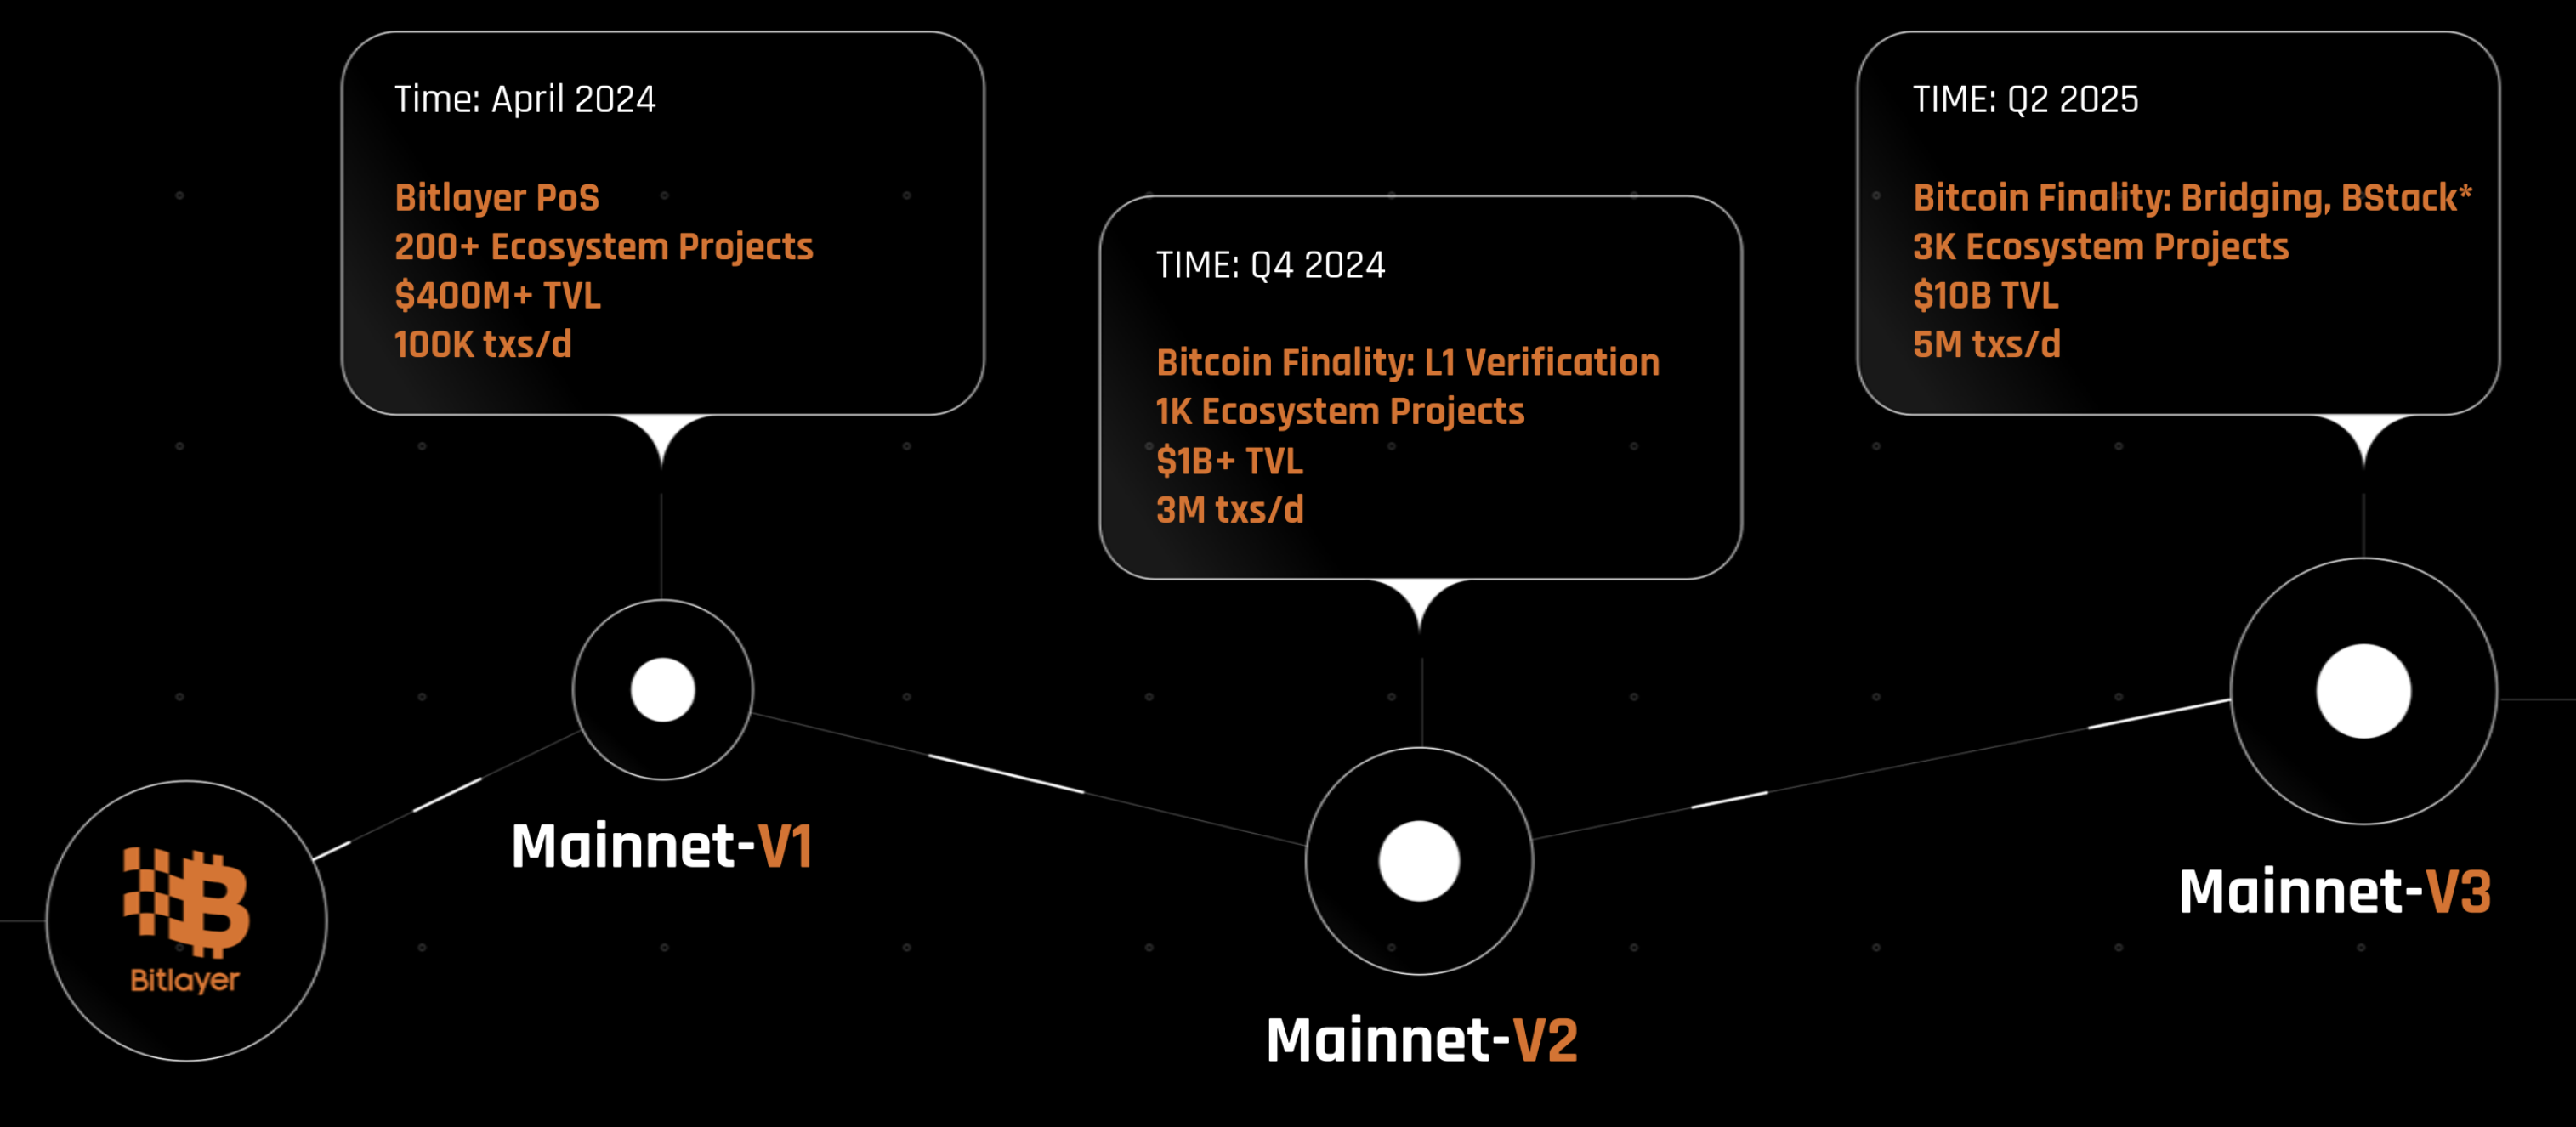 Time: April 2024
Bitlayer PoS
200+ Ecosystem Projects
$400M+ TVL
100K txs/d
Mainnet-V1
TIME: Q4 2024
Bitcoin Finality: L1 Verification
1K Ecosystem Projects
$1B+ TVL
3M txs/d
Mainnet-V2
TIME: Q2 2025
Bitcoin Finality: Bridging, BStack*
3K Ecosystem Projects
$10B TVL
5M txs/d
Mainnet-V3
Bitlayer